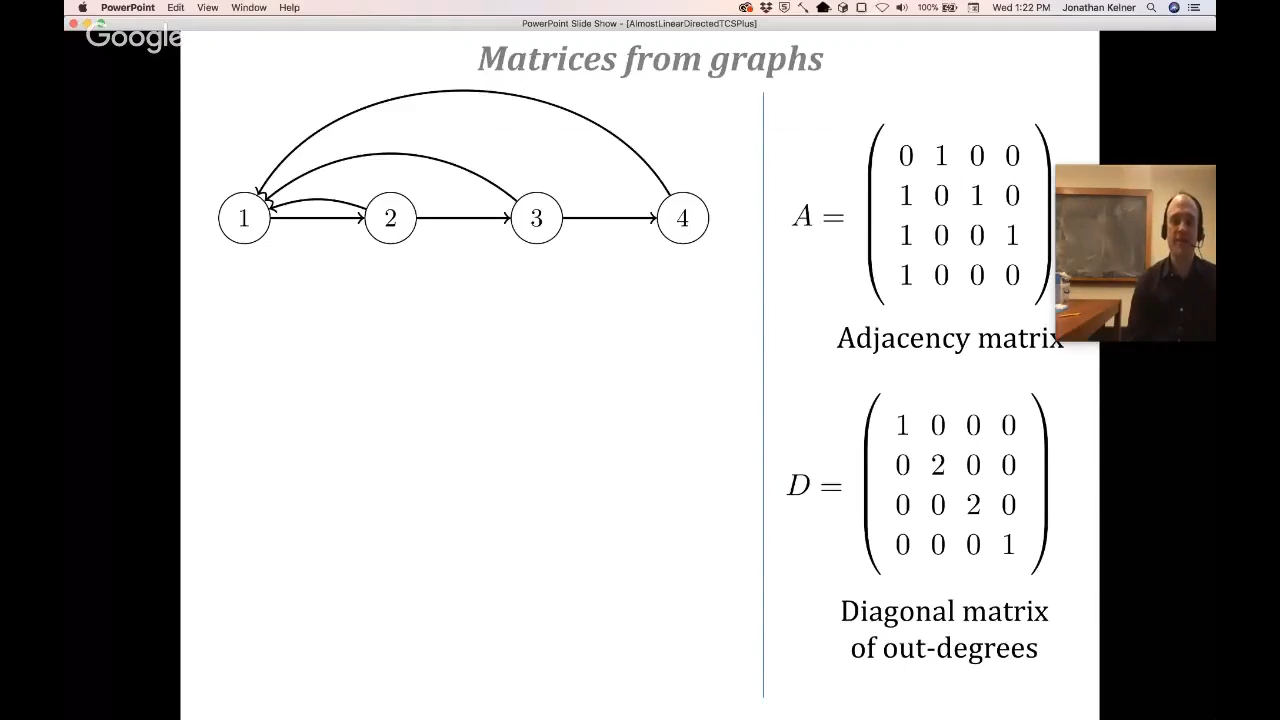 PowerPoint Edit View Window Help 100% Wed 1:22 PM Jonathan Kelner
PowerPoint Slide Show - [AlmostLinearDirectedTCSPlus]
Google
Matrices from graphs
1 2 3 4
A =
0 1 0 0
1 0 1 0
1 0 0 1
1 0 0 0
Adjacency matrix
D =
1 0 0 0
0 2 0 0
0 0 2 0
0 0 0 1
Diagonal matrix
of out-degrees